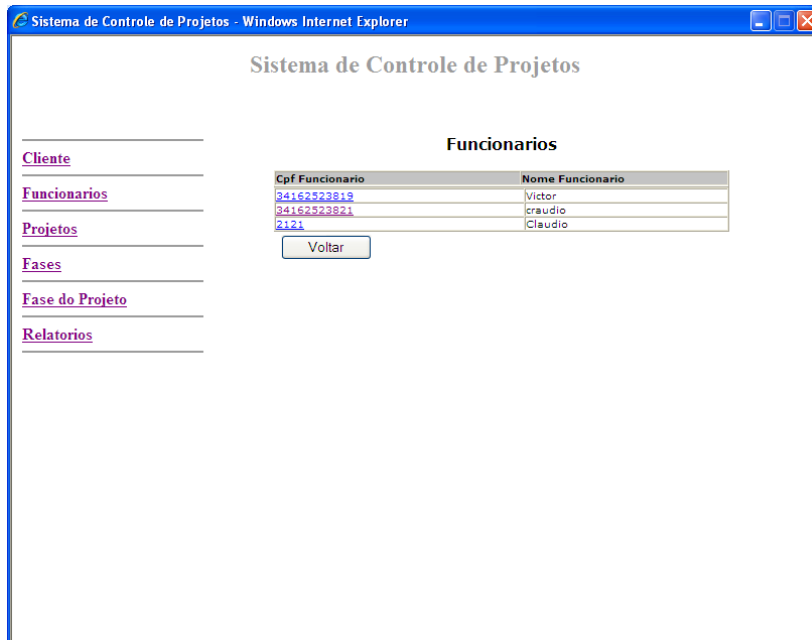 Sistema de Controle de Projetos - Windows Internet Explorer
Sistema de Controle de Projetos
Cliente
Funcionarios
Projetos
Fases
Fase do Projeto
Relatorios
Funcionarios
Cpf Funcionario Nome Funcionario
34162523819 Victor
34162523821 craudio
2121 Claudio
Voltar